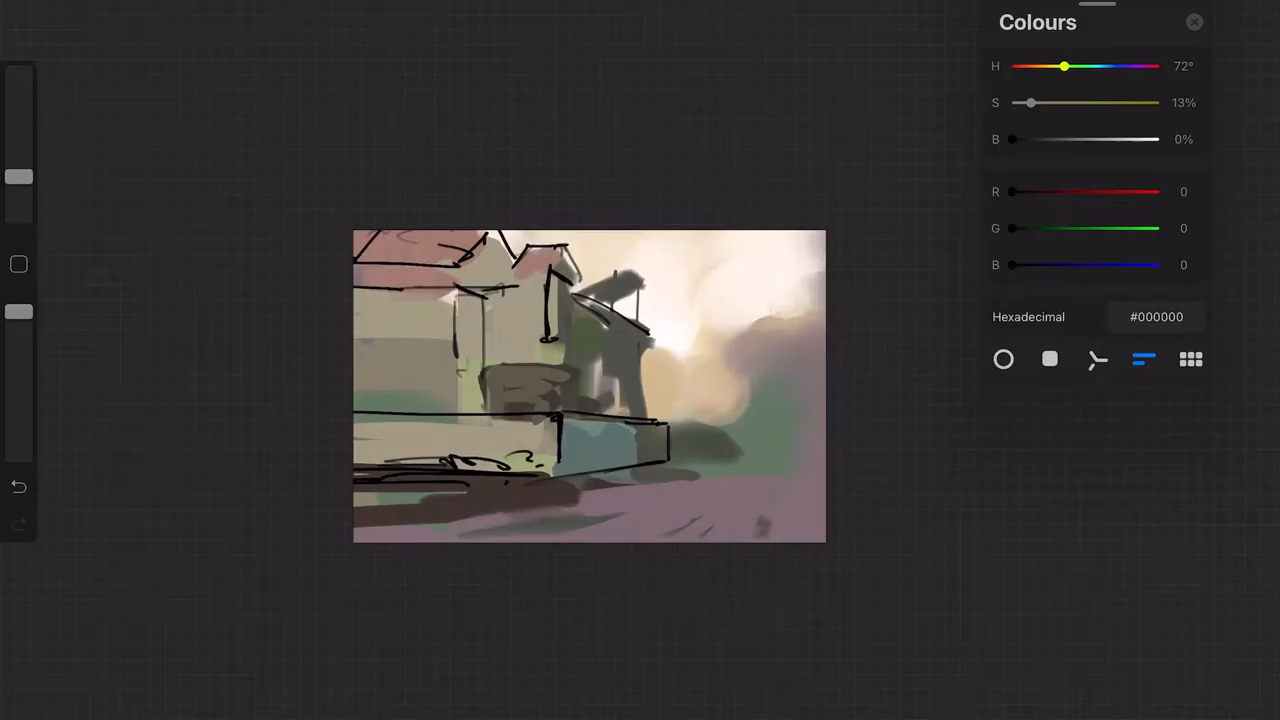 Colours
H 72°
S 13%
B 0%
R 0
G 0
B 0
Hexadecimal #000000